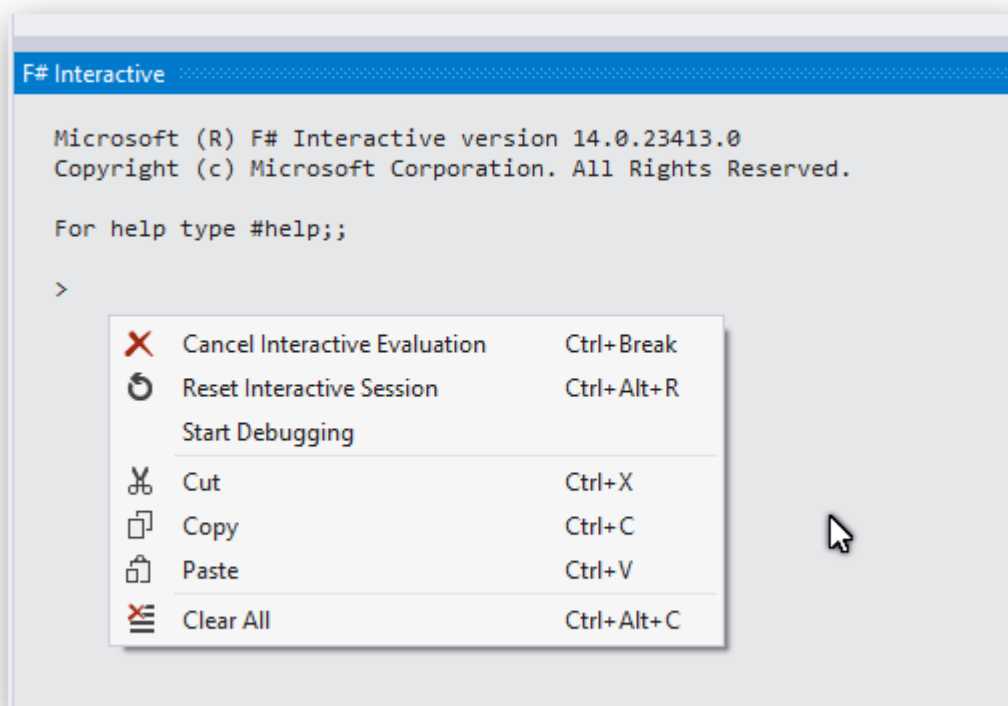 F# Interactive
Microsoft (R) F# Interactive version 14.0.23413.0
Copyright (c) Microsoft Corporation. All Rights Reserved.
For help type #help;;
>
Cancel Interactive Evaluation Ctrl+Break
Reset Interactive Session Ctrl+Alt+R
Start Debugging
Cut Ctrl+X
Copy Ctrl+C
Paste Ctrl+V
Clear All Ctrl+Alt+C